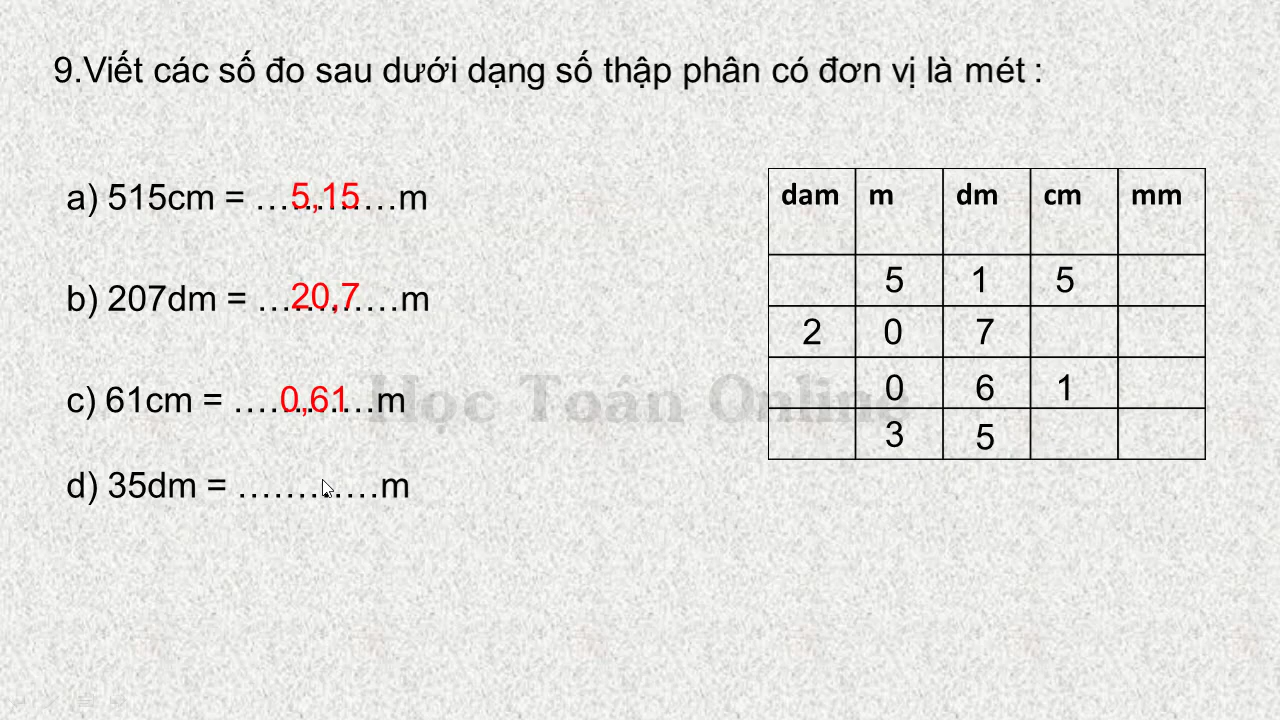 9.Viết các số đo sau dưới dạng số thập phân có đơn vị là mét :
a) 515cm = ...5,15...m
b) 207dm = ...20,7...m
c) 61cm = ...0,61...m
d) 35dm = …………m
dam m dm cm mm
5 1 5
2 0 7
0 6 1
3 5
Học Toán Online